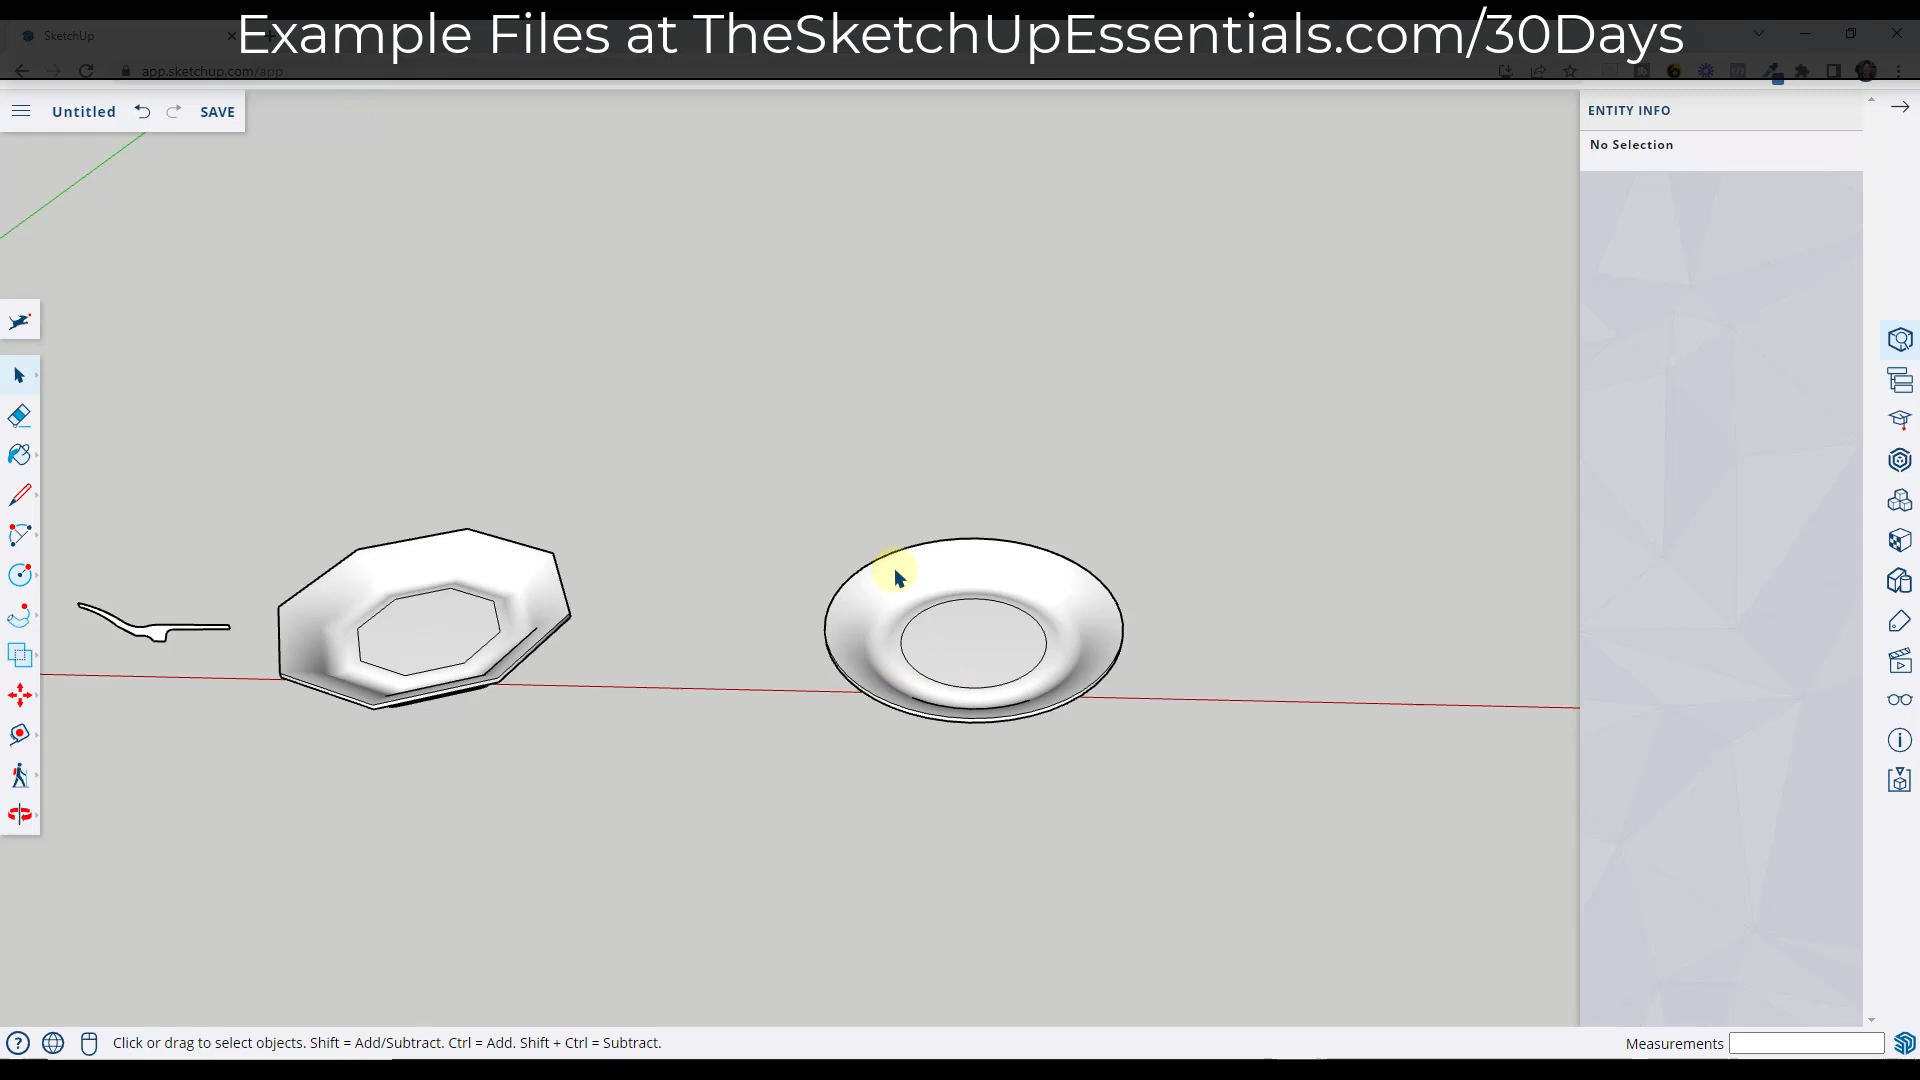 Example Files at TheSketchUpEssentials.com/30Days
SketchUp
app.sketchup.com/app
Untitled
SAVE
ENTITY INFO
No Selection
Click or drag to select objects. Shift = Add/Subtract. Ctrl = Add. Shift + Ctrl = Subtract.
Measurements